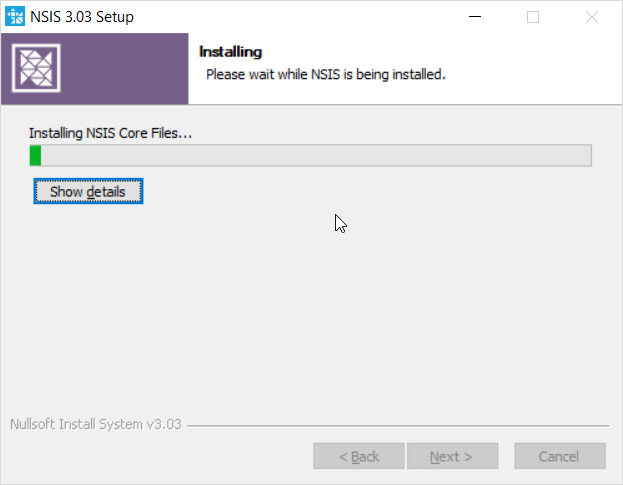 NSIS 3.03 Setup
Installing
Please wait while NSIS is being installed.
Installing NSIS Core Files...
Show details
Nullsoft Install System v3.03
< Back
Next >
Cancel